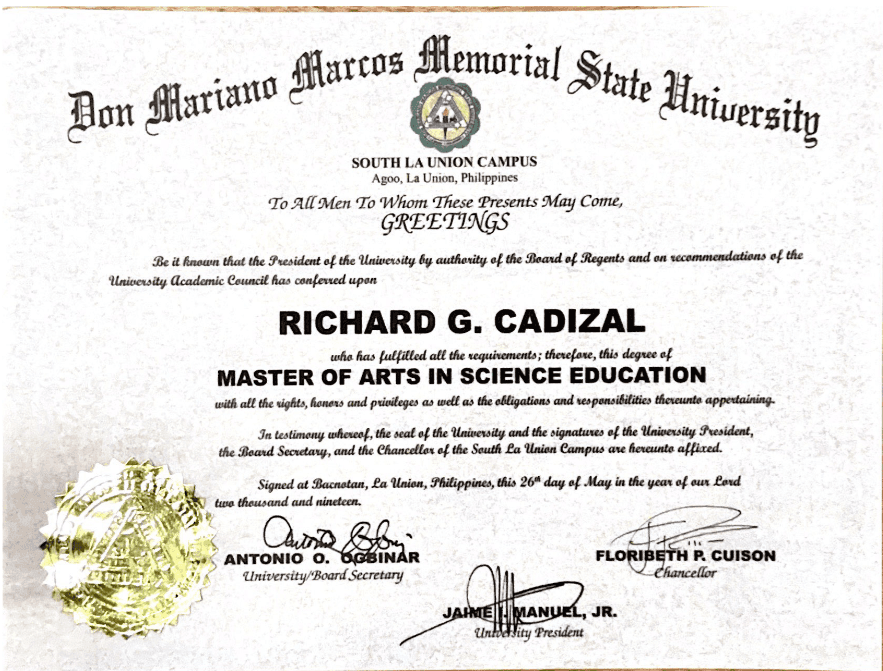 Don Mariano Marcos Memorial State University
SOUTH LA UNION CAMPUS
Agoo, La Union, Philippines
To All Men To Whom These Presents May Come,
GREETINGS
Be it known that the President of the University by authority of the Board of Regents and on recommendations of the
University Academic Council has conferred upon
RICHARD G. CADIZAL
who has fulfilled all the requirements; therefore, this degree of
MASTER OF ARTS IN SCIENCE EDUCATION
with all the rights, honors and privileges as well as the obligations and responsibilities thereunto appertaining.
In testimony whereof, the seal of the University and the signatures of the University President,
the Board Secretary, and the Chancellor of the South La Union Campus are hereunto affixed.
Signed at Bacnotan, La Union, Philippines, this 26th day of May in the year of our Lord
two thousand and nineteen.
ANTONIO O. OGBINAR
University/Board Secretary
FLORIBETH P. CUISON
Chancellor
JAIME I. MANUEL, JR.
University President